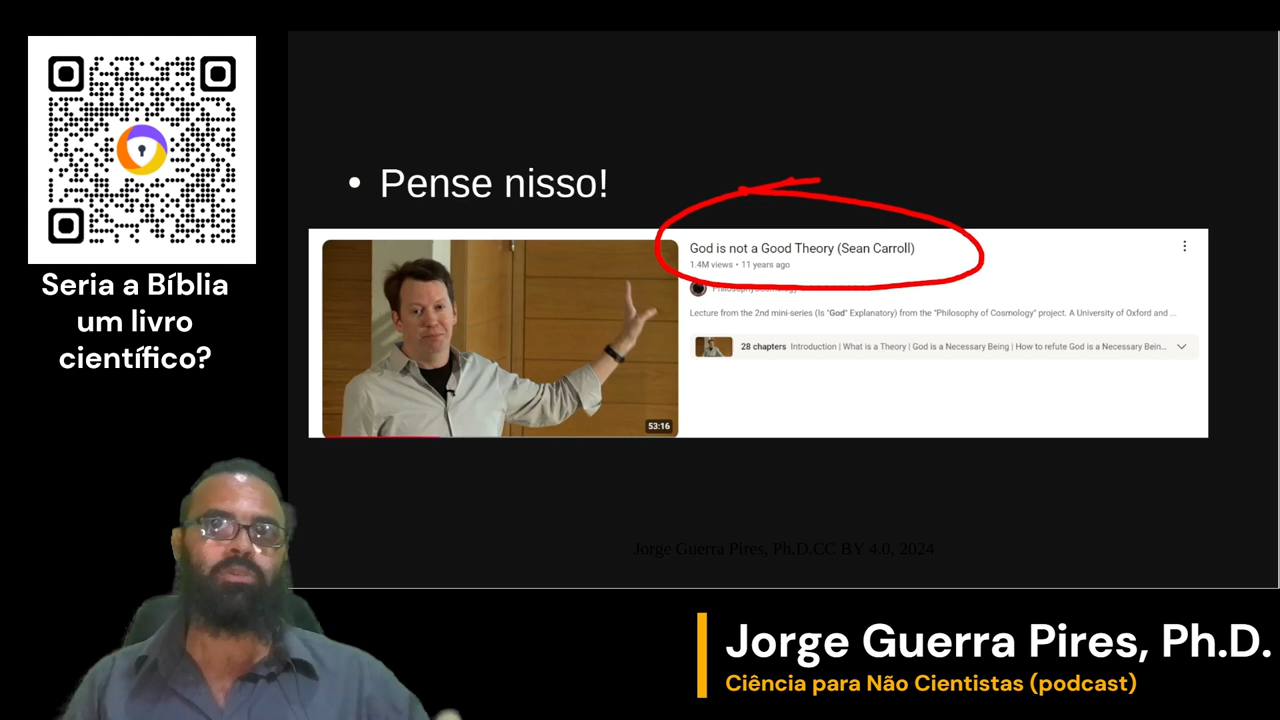 Seria a Bíblia
um livro
científico?
• Pense nisso!
God is not a Good Theory (Sean Carroll)
1.4M views • 11 years ago
Lecture from the 2nd mini-series (Is "God" Explanatory) from the "Philosophy of Cosmology" project. A University of Oxford and ...
28 chapters Introduction | What is a Theory | God is a Necessary Being | How to refute God is a Necessary Bein...
53:16
Jorge Guerra Pires, Ph.D.CC BY 4.0, 2024
Jorge Guerra Pires, Ph.D.
Ciência para Não Cientistas (podcast)